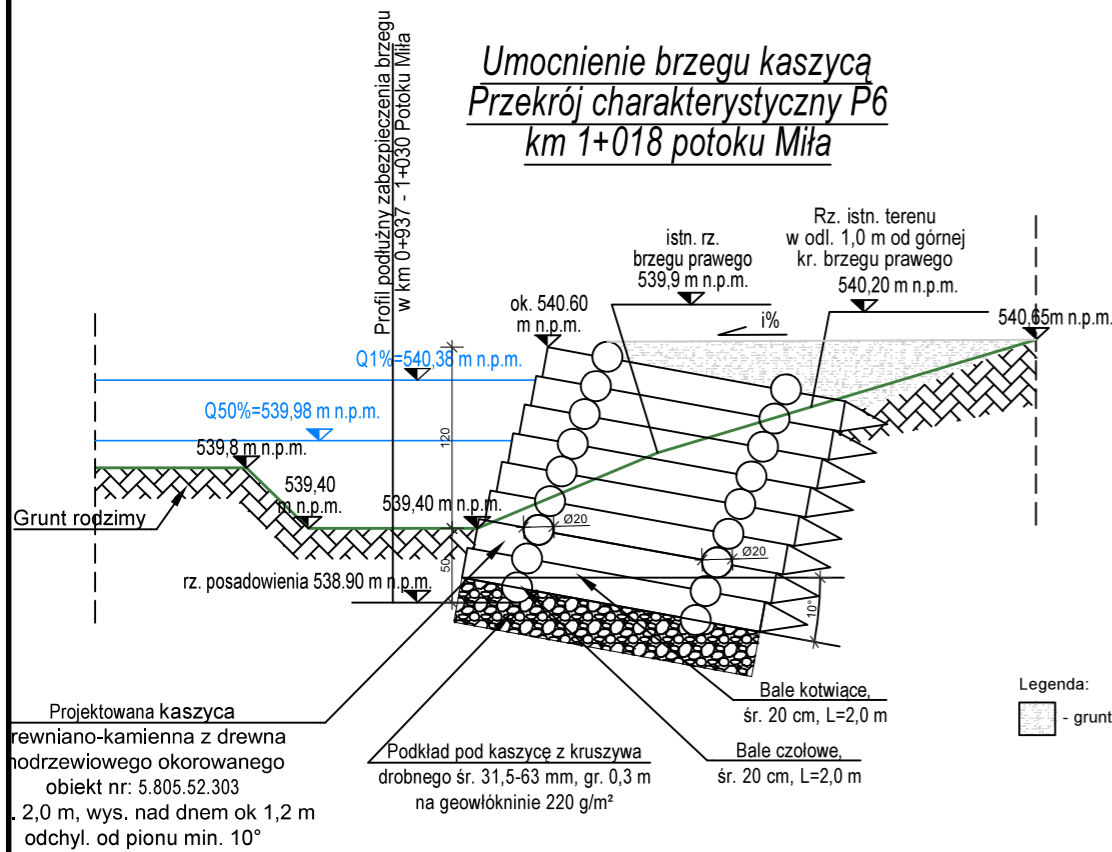 Umocnienie brzegu kaszycą
Przekrój charakterystyczny P6
km 1+018 potoku Miła
Profil podłużny zabezpieczenia brzegu
w km 0+937 - 1+030 Potoku Miła
istn. rz.
brzegu prawego
539,9 m n.p.m.
Rz. istn. terenu
w odl. 1,0 m od górnej
kr. brzegu prawego
540,20 m n.p.m.
ok. 540.60
m n.p.m.
i%
540,65m n.p.m.
Q1%=540,38 m n.p.m.
Q50%=539,98 m n.p.m.
120
539,8 m n.p.m.
539,40
m n.p.m.
539,40 m n.p.m.
Grunt rodzimy
Ø20
Ø20
50
rz. posadowienia 538.90 m n.p.m.
10°
Projektowana kaszyca
rewniano-kamienna z drewna
odrzewiowego okorowanego
obiekt nr: 5.805.52.303
. 2,0 m, wys. nad dnem ok 1,2 m
odchyl. od pionu min. 10°
Podkład pod kaszycę z kruszywa
drobnego śr. 31,5-63 mm, gr. 0,3 m
na geowłókninie 220 g/m²
Bale kotwiące,
śr. 20 cm, L=2,0 m
Bale czołowe,
śr. 20 cm, L=2,0 m
Legenda:
- grunt